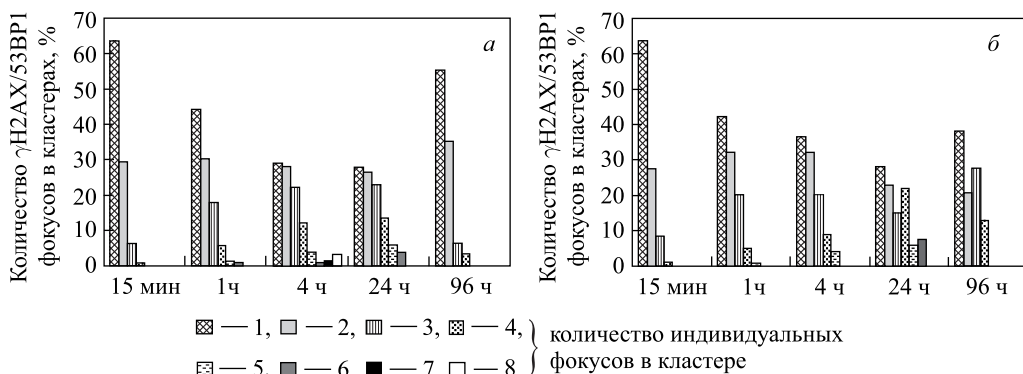 Количество γH2AX/53BP1
фокусов в кластерах, %
70
60
50
40
30
20
10
0
а
15 мин
1ч
4 ч
24 ч
96 ч
Количество γH2AX/53BP1
фокусов в кластерах, %
70
60
50
40
30
20
10
0
б
15 мин
1ч
4 ч
24 ч
96 ч
— 1, — 2, — 3, — 4,
— 5, — 6, — 7, — 8
количество индивидуальных
фокусов в кластере